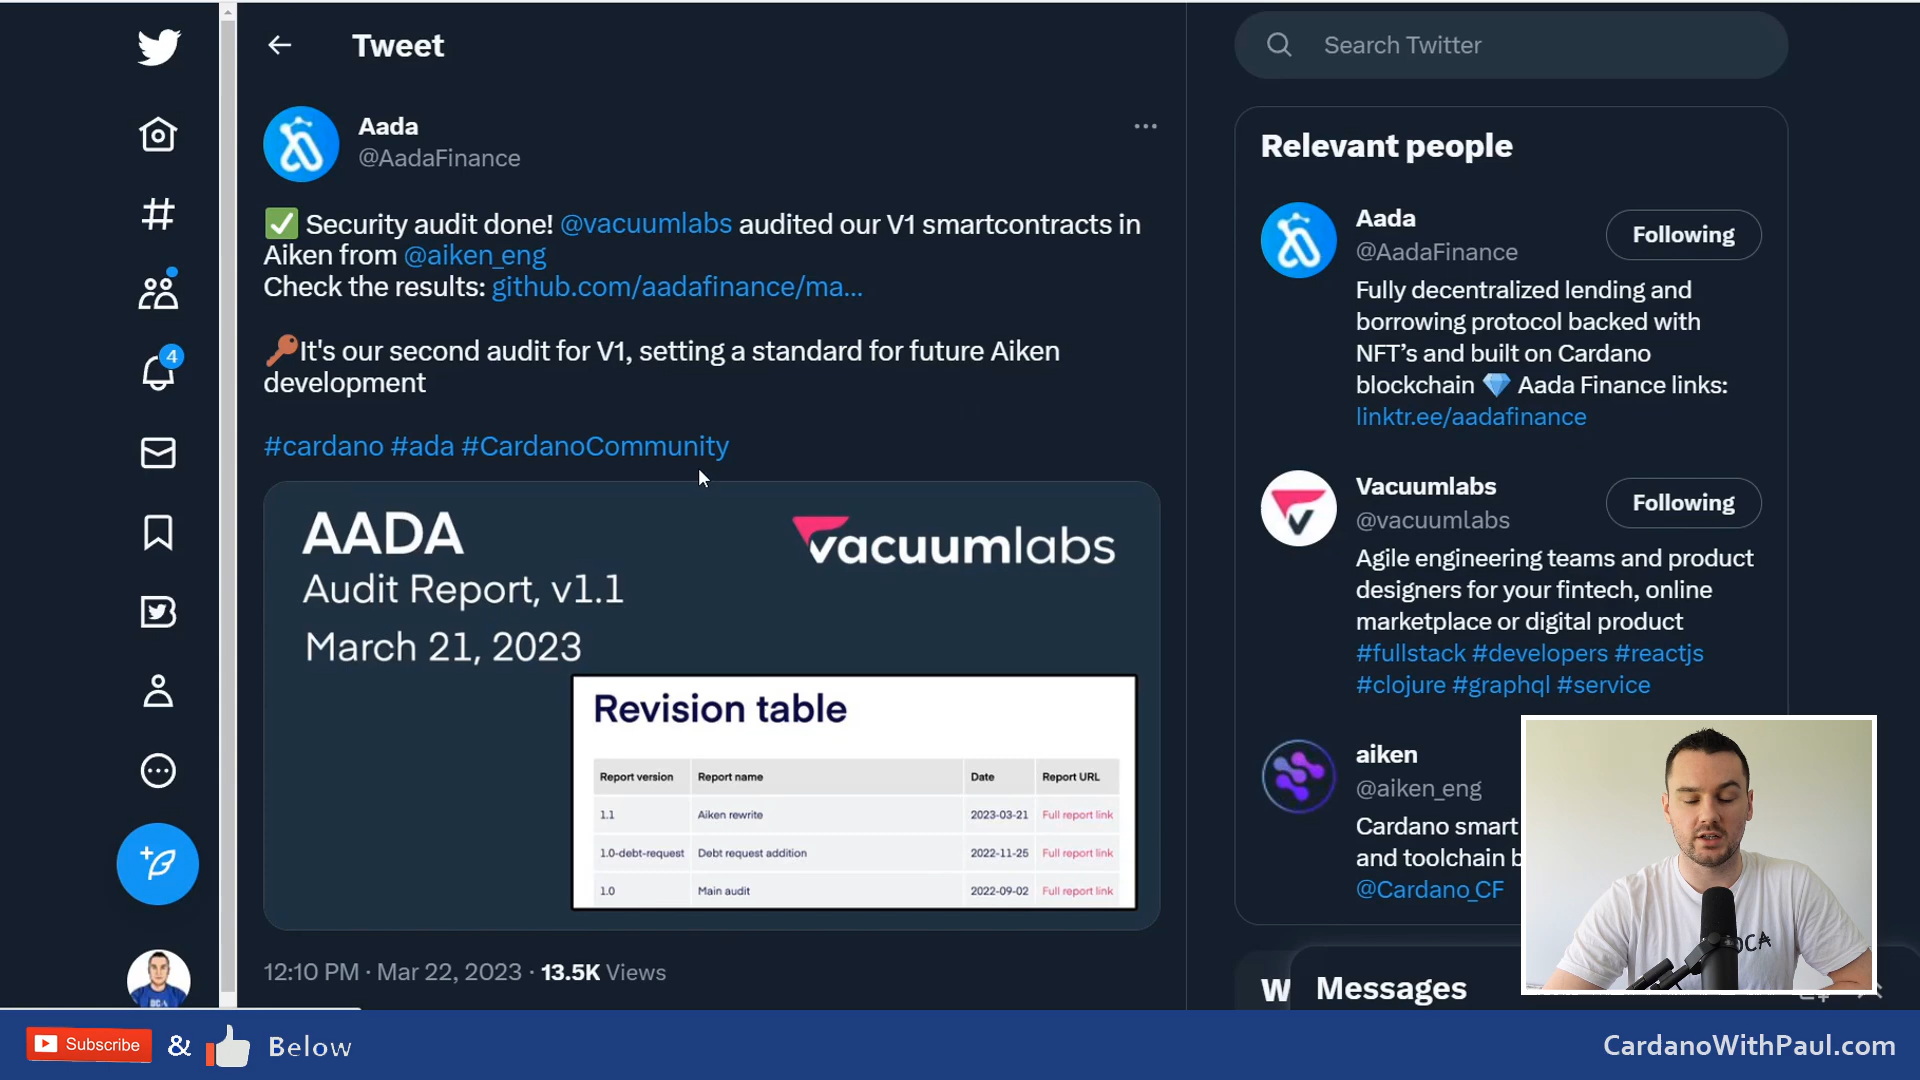 Tweet
Search Twitter
Aada
@AadaFinance
✅ Security audit done! @vacuumlabs audited our V1 smartcontracts in
Aiken from @aiken_eng
Check the results: github.com/aadafinance/ma...
🔑It's our second audit for V1, setting a standard for future Aiken
development
#cardano #ada #CardanoCommunity
AADA
vacuumlabs
Audit Report, v1.1
March 21, 2023
Revision table
Report version Report name Date Report URL
1.1 Aiken rewrite 2023-03-21 Full report link
1.0-debt-request Debt request addition 2022-11-25 Full report link
1.0 Main audit 2022-09-02 Full report link
12:10 PM · Mar 22, 2023 · 13.5K Views
4
Relevant people
Aada
Following
@AadaFinance
Fully decentralized lending and
borrowing protocol backed with
NFT’s and built on Cardano
blockchain 💎 Aada Finance links:
linktr.ee/aadafinance
Vacuumlabs
Following
@vacuumlabs
Agile engineering teams and product
designers for your fintech, online
marketplace or digital product
#fullstack #developers #reactjs
#clojure #graphql #service
aiken
@aiken_eng
Cardano smart
and toolchain b
@Cardano_CF
Messages
Subscribe & Below
CardanoWithPaul.com